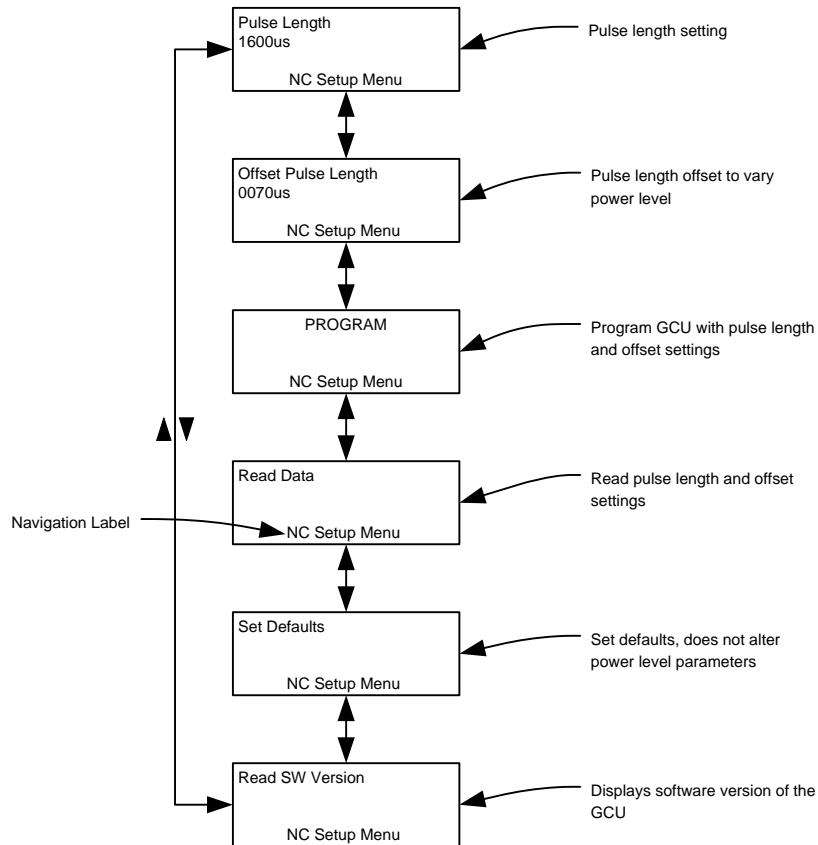 Pulse Length
1600us
NC Setup Menu
Pulse length setting
Offset Pulse Length
0070us
NC Setup Menu
Pulse length offset to vary
power level
PROGRAM
NC Setup Menu
Program GCU with pulse length
and offset settings
Read Data
NC Setup Menu
Read pulse length and offset
settings
Navigation Label
Set Defaults
NC Setup Menu
Set defaults, does not alter
power level parameters
Read SW Version
NC Setup Menu
Displays software version of the
GCU